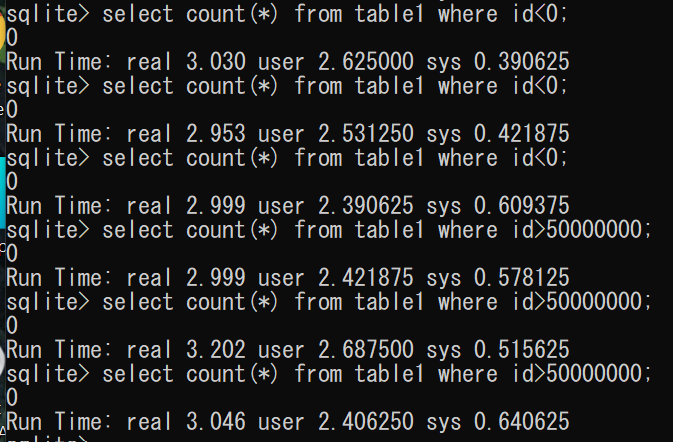 sqlite> select count(*) from table1 where id<0;
0
Run Time: real 3.030 user 2.625000 sys 0.390625
sqlite> select count(*) from table1 where id<0;
0
Run Time: real 2.953 user 2.531250 sys 0.421875
sqlite> select count(*) from table1 where id<0;
0
Run Time: real 2.999 user 2.390625 sys 0.609375
sqlite> select count(*) from table1 where id>50000000;
0
Run Time: real 2.999 user 2.421875 sys 0.578125
sqlite> select count(*) from table1 where id>50000000;
0
Run Time: real 3.202 user 2.687500 sys 0.515625
sqlite> select count(*) from table1 where id>50000000;
0
Run Time: real 3.046 user 2.406250 sys 0.640625
sqlite>